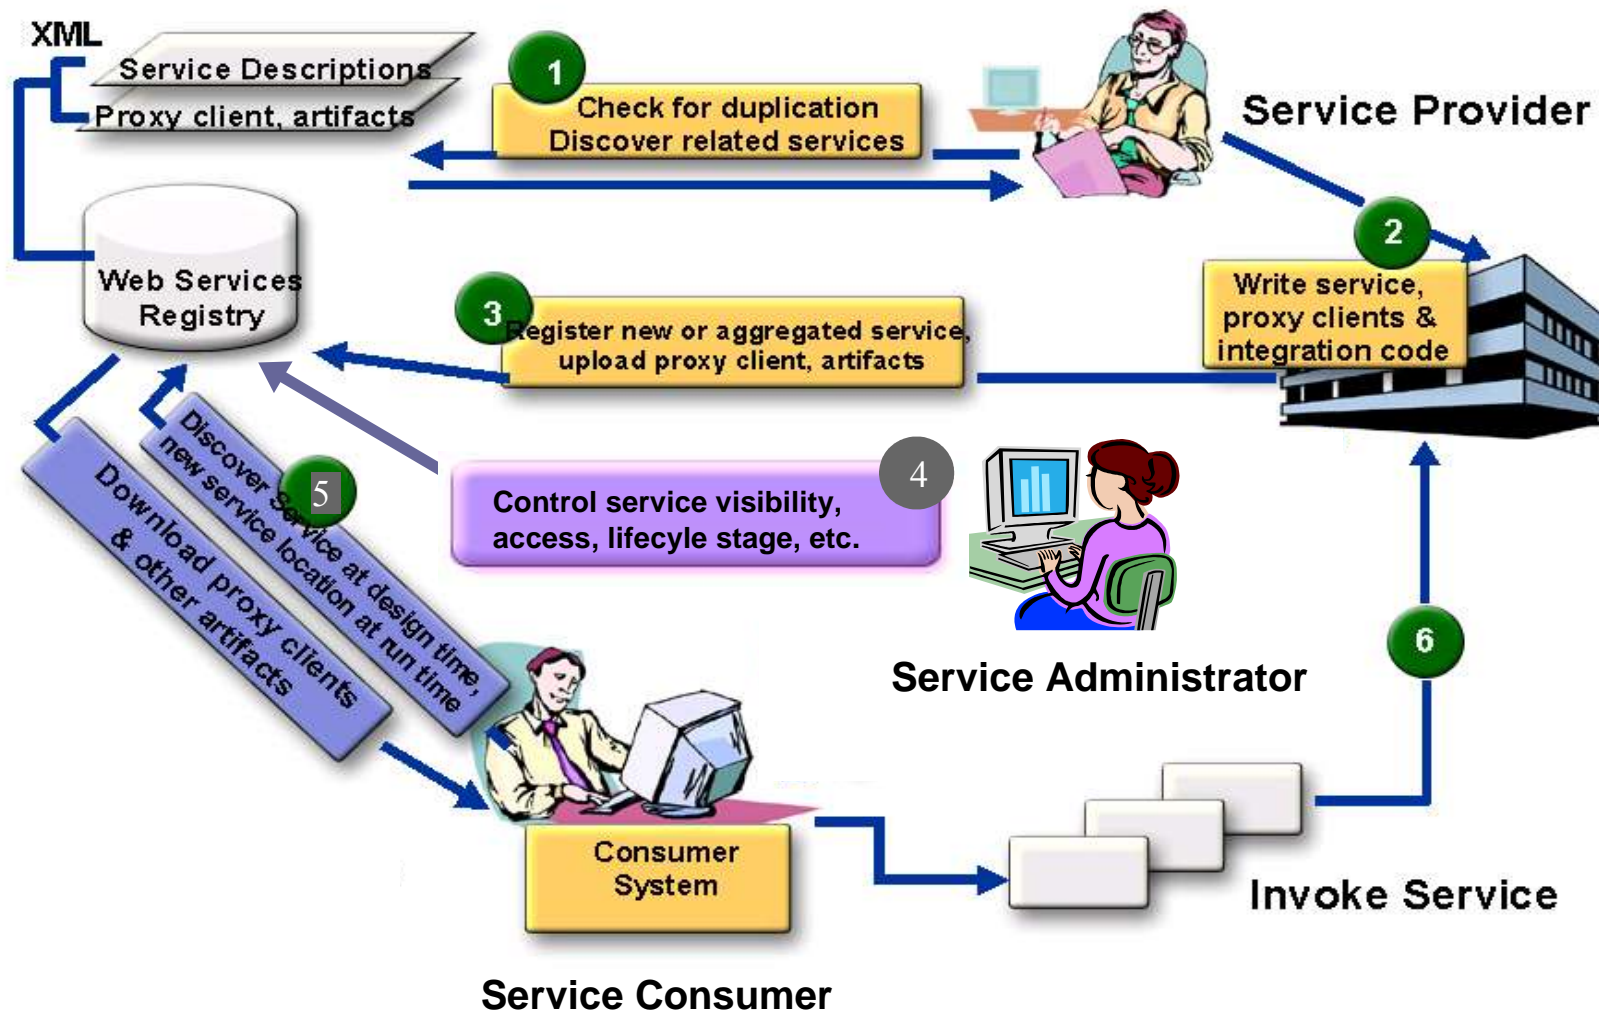 XML
Service Descriptions
Proxy client, artifacts
1
Check for duplication
Discover related services
Service Provider
2
Write service,
proxy clients &
integration code
Web Services
Registry
3
Register new or aggregated service,
upload proxy client, artifacts
4
Control service visibility,
access, lifecyle stage, etc.
Service Administrator
5
Discover Service at design time,
new service location at run time
Download proxy clients
& other artifacts
6
Consumer
System
Invoke Service
Service Consumer